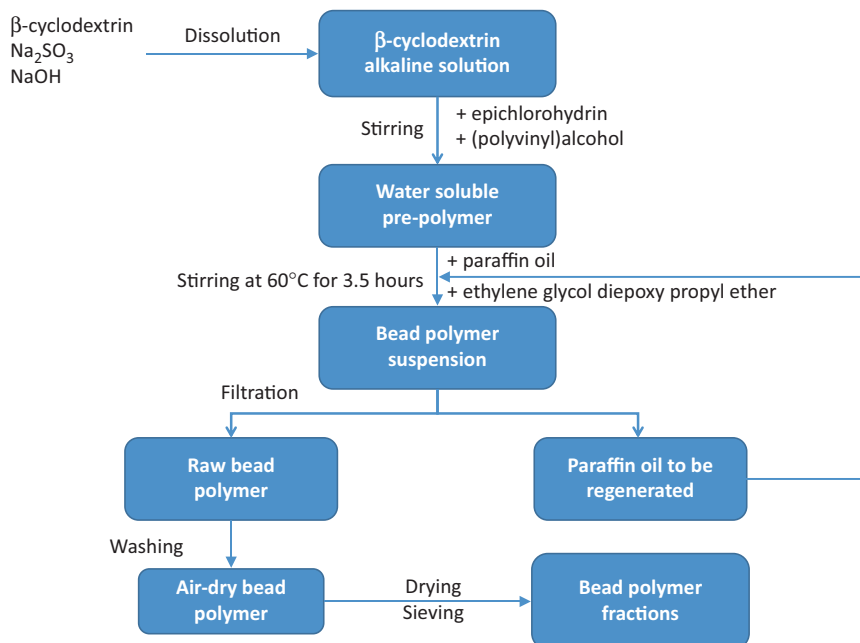 β-cyclodextrin
Na₂SO₃
NaOH
Dissolution
β-cyclodextrin
alkaline solution
Stirring
+ epichlorohydrin
+ (polyvinyl)alcohol
Water soluble
pre-polymer
Stirring at 60°C for 3.5 hours
+ paraffin oil
+ ethylene glycol diepoxy propyl ether
Bead polymer
suspension
Filtration
Raw bead
polymer
Paraffin oil to be
regenerated
Washing
Air-dry bead
polymer
Drying
Sieving
Bead polymer
fractions